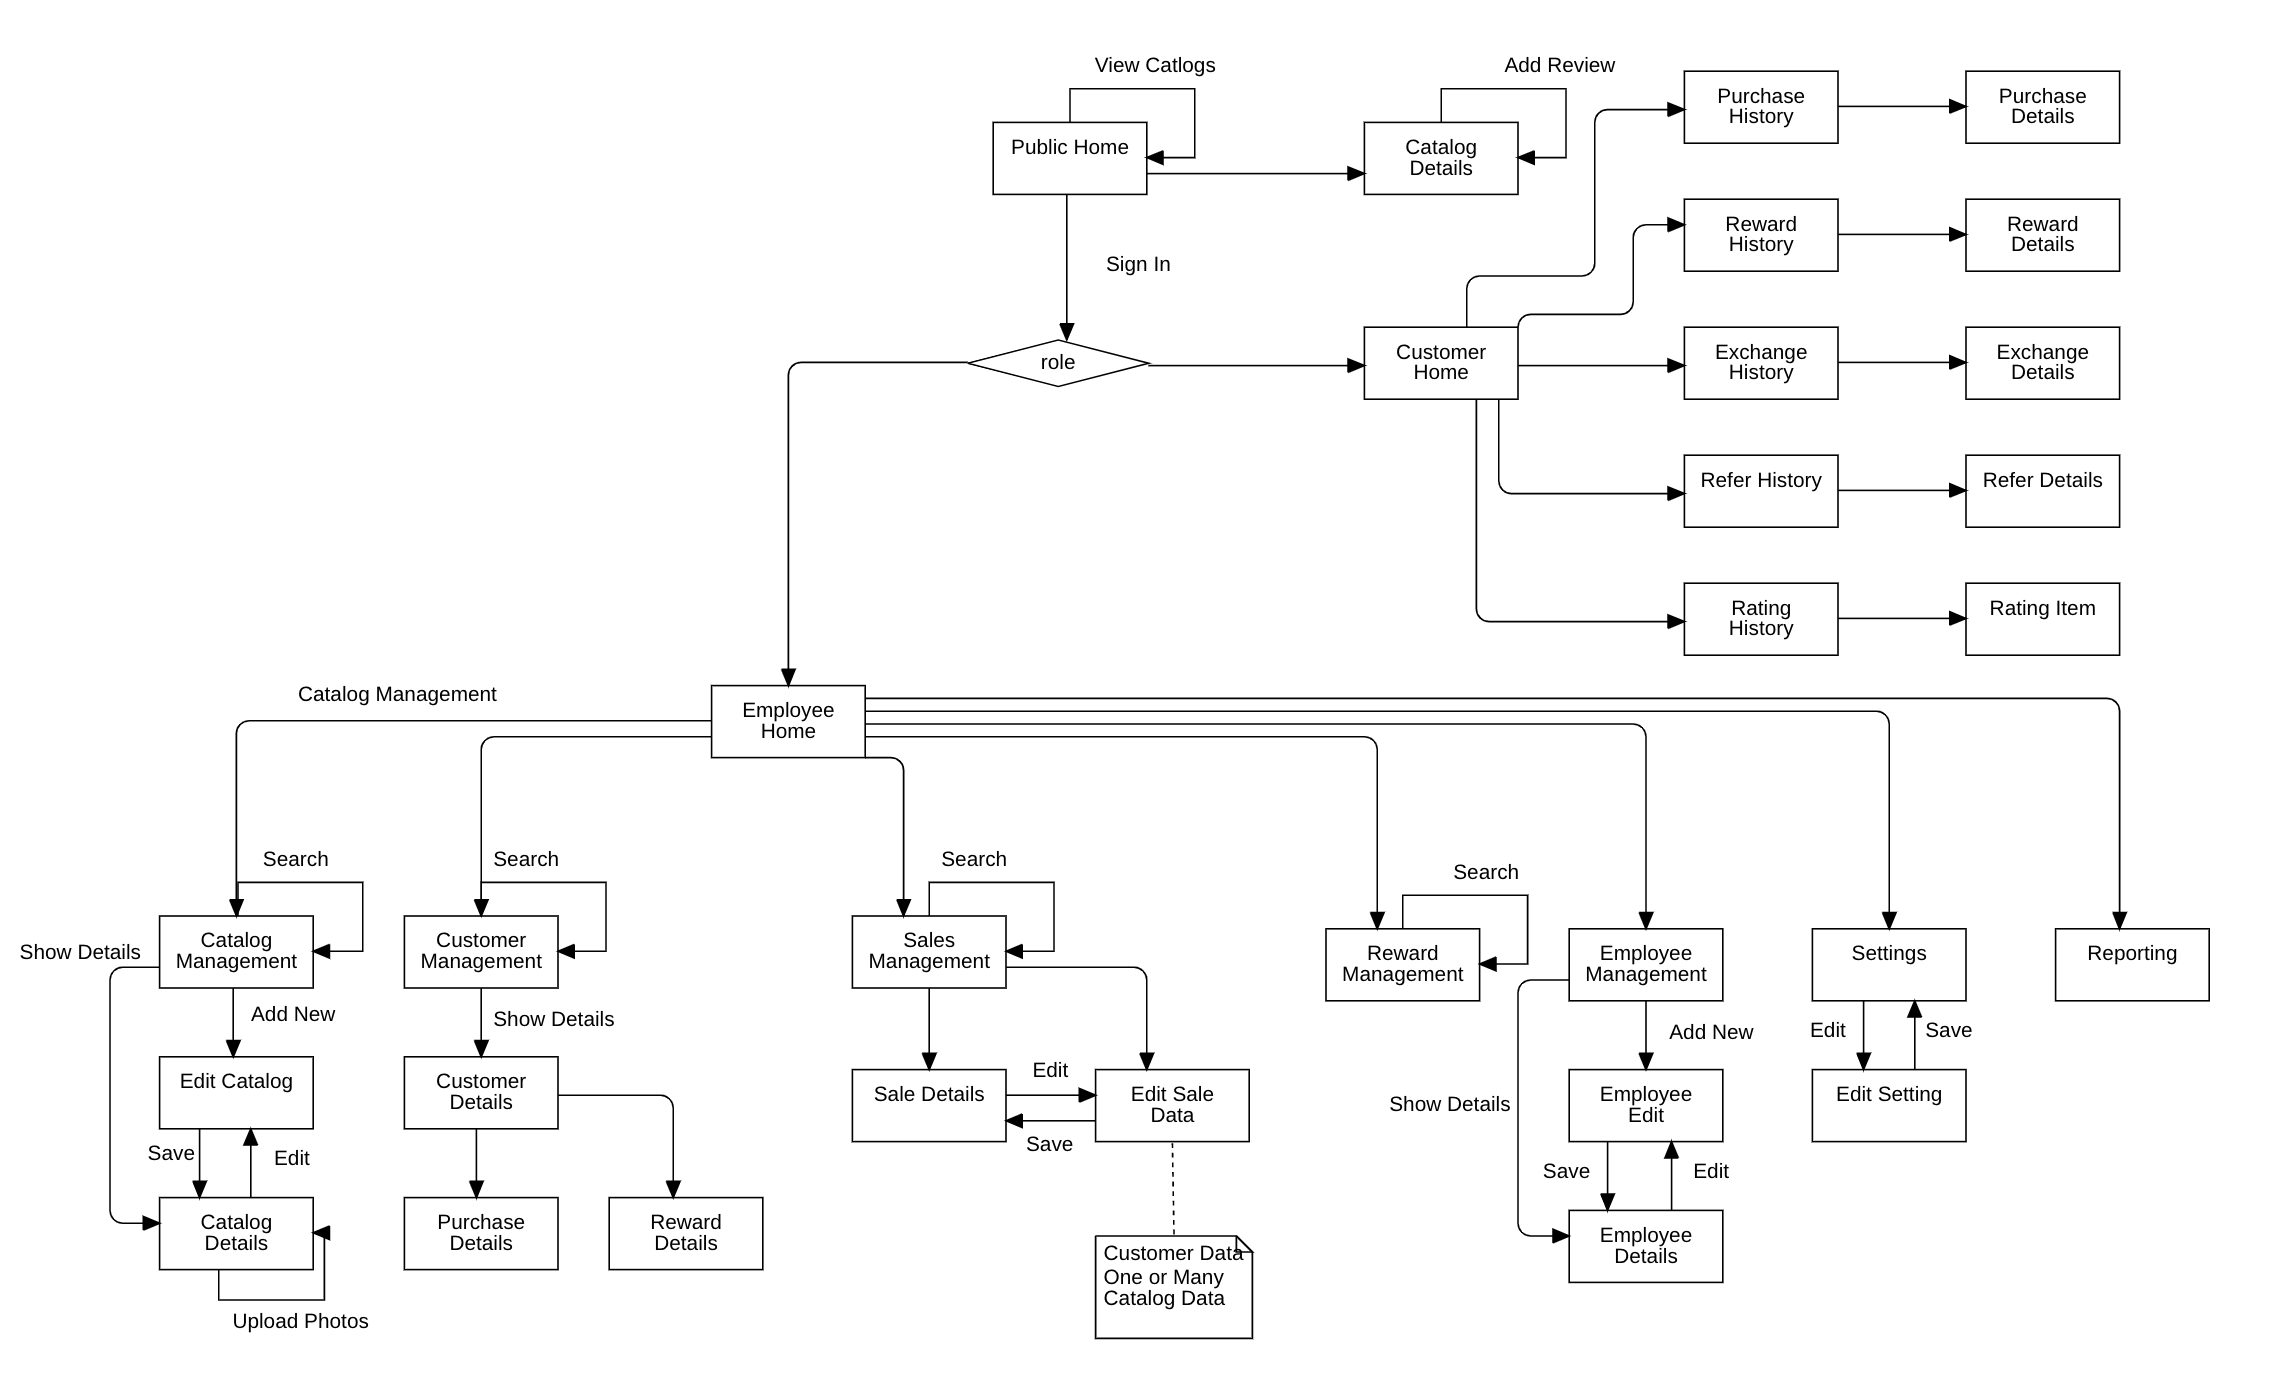 View Catlogs
Add Review
Purchase
History
Purchase
Details
Public Home
Catalog
Details
Reward
History
Reward
Details
Sign In
role
Customer
Home
Exchange
History
Exchange
Details
Refer History
Refer Details
Rating
History
Rating Item
Catalog Management
Employee
Home
Search
Search
Search
Search
Show Details
Catalog
Management
Customer
Management
Sales
Management
Reward
Management
Employee
Management
Settings
Reporting
Add New
Show Details
Add New
Edit
Save
Edit Catalog
Customer
Details
Sale Details
Edit
Save
Edit Sale
Data
Show Details
Employee
Edit
Edit Setting
Save
Edit
Save
Edit
Catalog
Details
Purchase
Details
Reward
Details
Employee
Details
Customer Data
One or Many
Catalog Data
Upload Photos